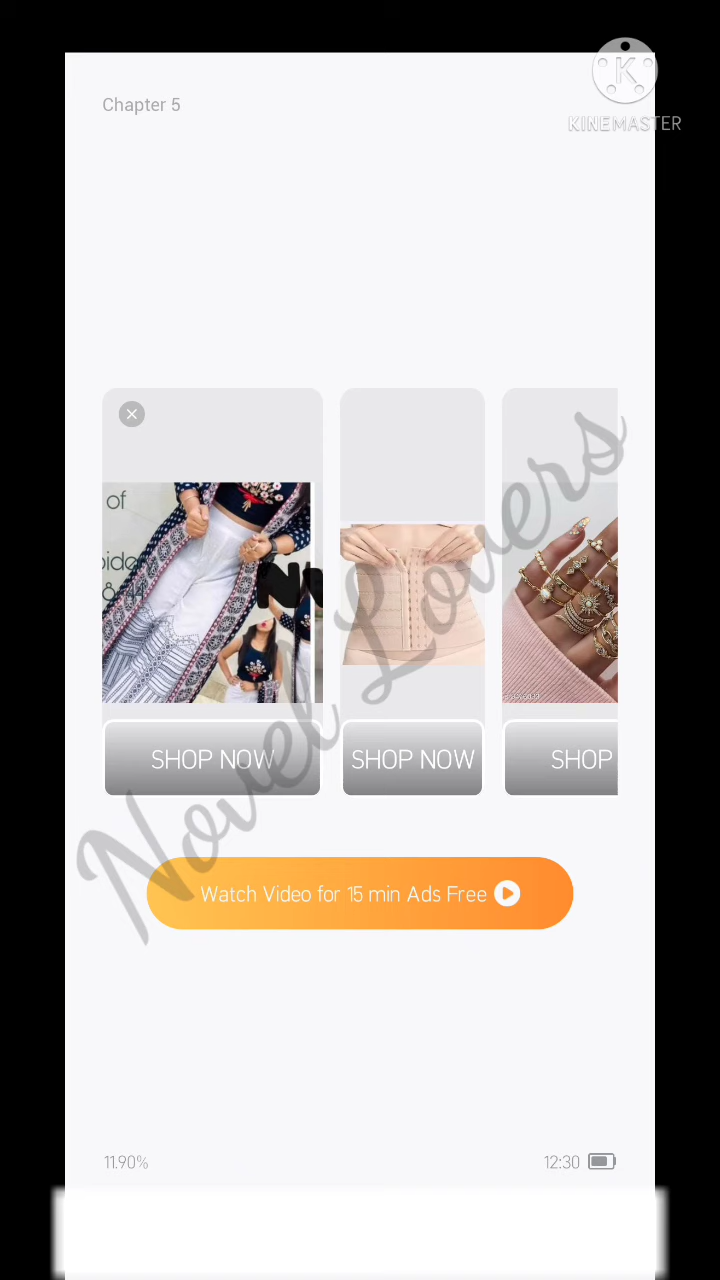 Chapter 5
K
KINEMASTER
of
SHOP NOW
SHOP NOW
SHOP
Novel Lovers
Watch Video for 15 min Ads Free
11.90%
12:30